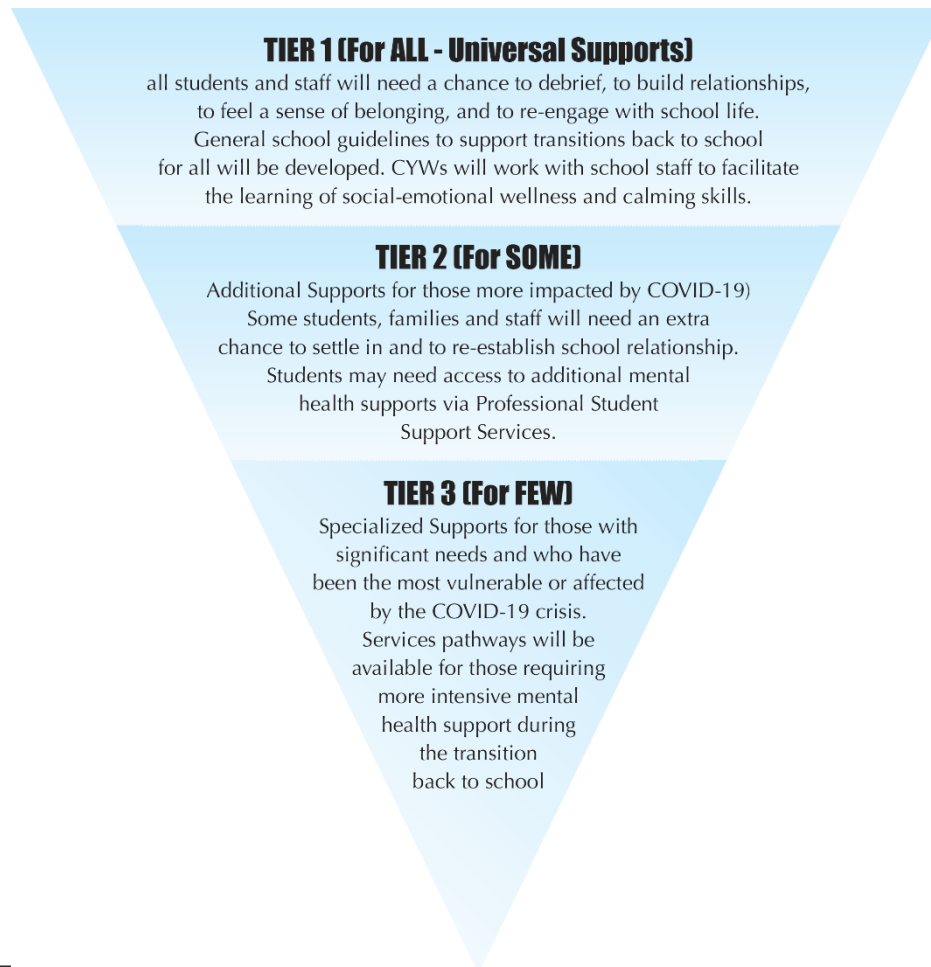 TIER 1 (For ALL - Universal Supports)
all students and staff will need a chance to debrief, to build relationships,
to feel a sense of belonging, and to re-engage with school life.
General school guidelines to support transitions back to school
for all will be developed. CYWs will work with school staff to facilitate
the learning of social-emotional wellness and calming skills.
TIER 2 (For SOME)
Additional Supports for those more impacted by COVID-19)
Some students, families and staff will need an extra
chance to settle in and to re-establish school relationship.
Students may need access to additional mental
health supports via Professional Student
Support Services.
TIER 3 (For FEW)
Specialized Supports for those with
significant needs and who have
been the most vulnerable or affected
by the COVID-19 crisis.
Services pathways will be
available for those requiring
more intensive mental
health support during
the transition
back to school